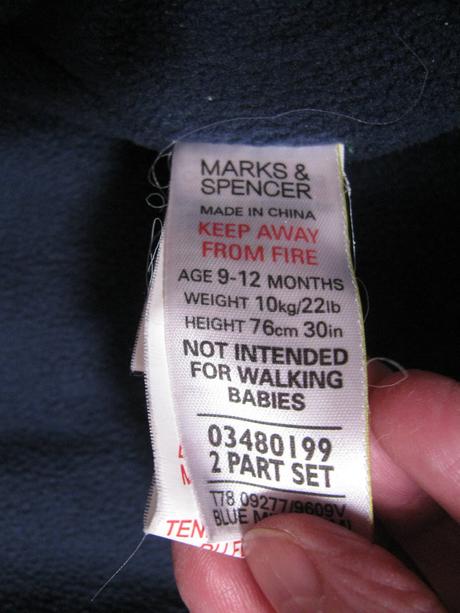 MARKS &
SPENCER
MADE IN CHINA
KEEP AWAY
FROM FIRE
AGE 9-12 MONTHS
WEIGHT 10kg/22lb
HEIGHT 76cm 30in
NOT INTENDED
FOR WALKING
BABIES
03480199
2 PART SET
T78 09277/9609V
BLUE